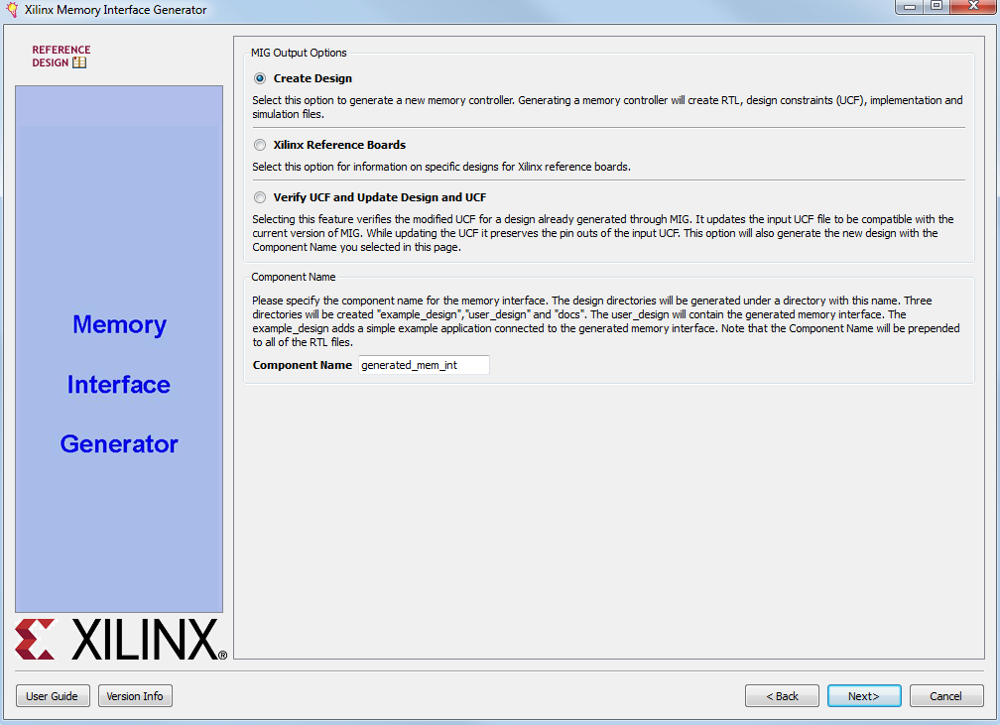 Xilinx Memory Interface Generator
REFERENCE
DESIGN
Memory
Interface
Generator
XILINX®
MIG Output Options
Create Design
Select this option to generate a new memory controller. Generating a memory controller will create RTL, design constraints (UCF), implementation and
simulation files.
Xilinx Reference Boards
Select this option for information on specific designs for Xilinx reference boards.
Verify UCF and Update Design and UCF
Selecting this feature verifies the modified UCF for a design already generated through MIG. It updates the input UCF file to be compatible with the
current version of MIG. While updating the UCF it preserves the pin outs of the input UCF. This option will also generate the new design with the
Component Name you selected in this page.
Component Name
Please specify the component name for the memory interface. The design directories will be generated under a directory with this name. Three
directories will be created "example_design","user_design" and "docs". The user_design will contain the generated memory interface. The
example_design adds a simple example application connected to the generated memory interface. Note that the Component Name will be prepended
to all of the RTL files.
Component Name generated_mem_int
User Guide Version Info < Back Next> Cancel